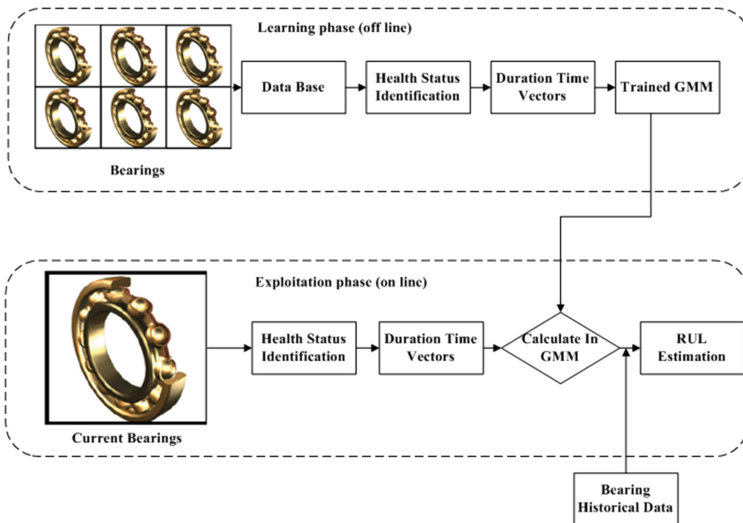 Learning phase (off line)
Data Base
Health Status
Identification
Duration Time
Vectors
Trained GMM
Bearings
Exploitation phase (on line)
Health Status
Identification
Duration Time
Vectors
Calculate In
GMM
RUL
Estimation
Current Bearings
Bearing
Historical Data